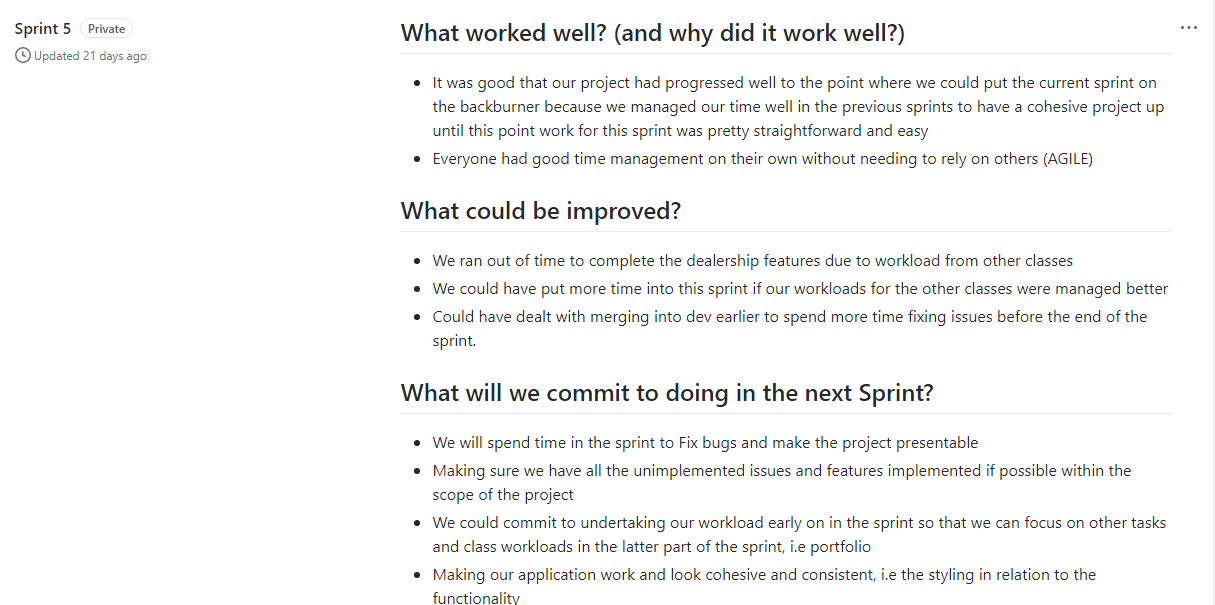 Sprint 5 Private
Updated 21 days ago
What worked well? (and why did it work well?)
It was good that our project had progressed well to the point where we could put the current sprint on
the backburner because we managed our time well in the previous sprints to have a cohesive project up
until this point work for this sprint was pretty straightforward and easy
Everyone had good time management on their own without needing to rely on others (AGILE)
What could be improved?
We ran out of time to complete the dealership features due to workload from other classes
We could have put more time into this sprint if our workloads for the other classes were managed better
Could have dealt with merging into dev earlier to spend more time fixing issues before the end of the
sprint.
What will we commit to doing in the next Sprint?
We will spend time in the sprint to Fix bugs and make the project presentable
Making sure we have all the unimplemented issues and features implemented if possible within the
scope of the project
We could commit to undertaking our workload early on in the sprint so that we can focus on other tasks
and class workloads in the latter part of the sprint, i.e portfolio
Making our application work and look cohesive and consistent, i.e the styling in relation to the
functionality